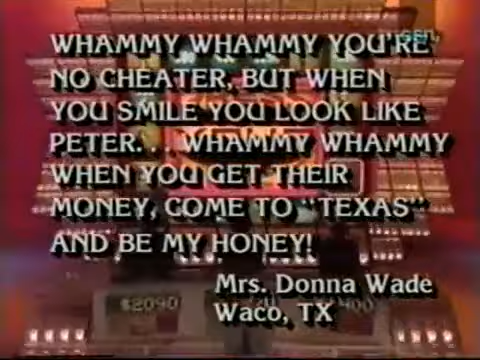 GSN
WHAMMY WHAMMY YOU'RE
NO CHEATER, BUT WHEN
YOU SMILE YOU LOOK LIKE
PETER. . . WHAMMY WHAMMY
WHEN YOU GET THEIR
MONEY, COME TO "TEXAS"
AND BE MY HONEY!
Mrs. Donna Wade
Waco, TX
$2090